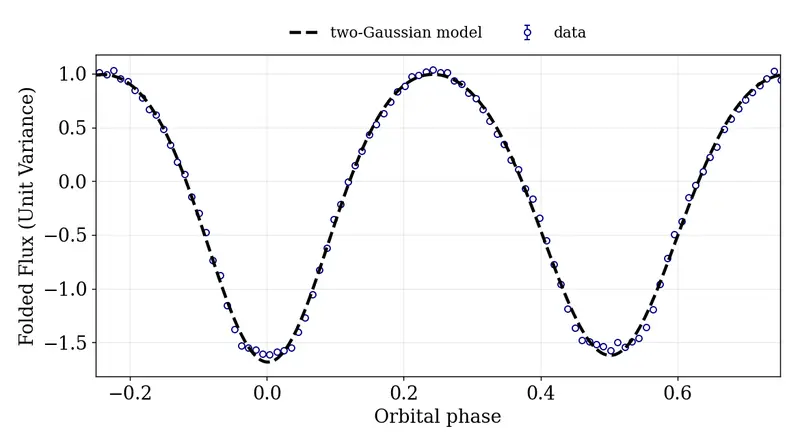 two-Gaussian model data
1.0
0.5
0.0
−0.5
−1.0
−1.5
Folded Flux (Unit Variance)
−0.2 0.0 0.2 0.4 0.6
Orbital phase